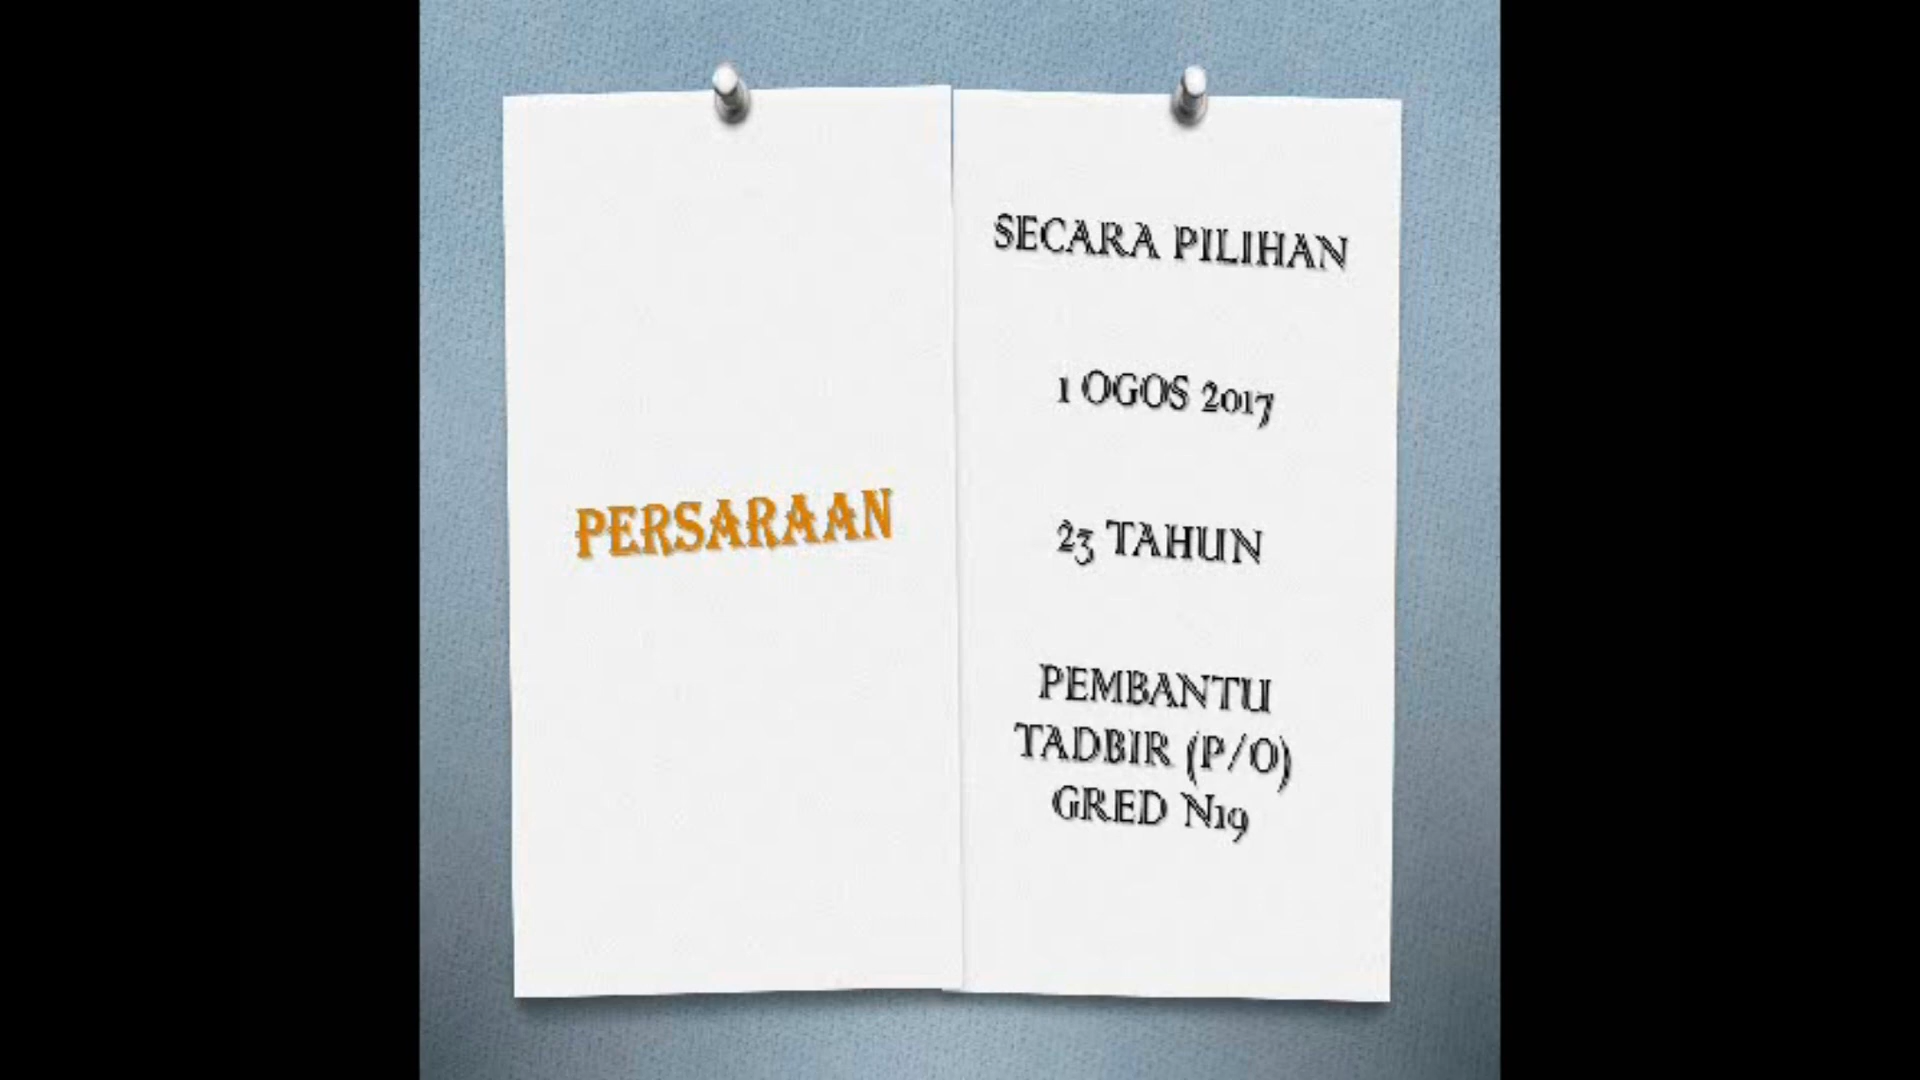 PERSARAAN
SECARA PILIHAN
1 OGOS 2017
23 TAHUN
PEMBANTU
TADBIR (P/O)
GRED N19